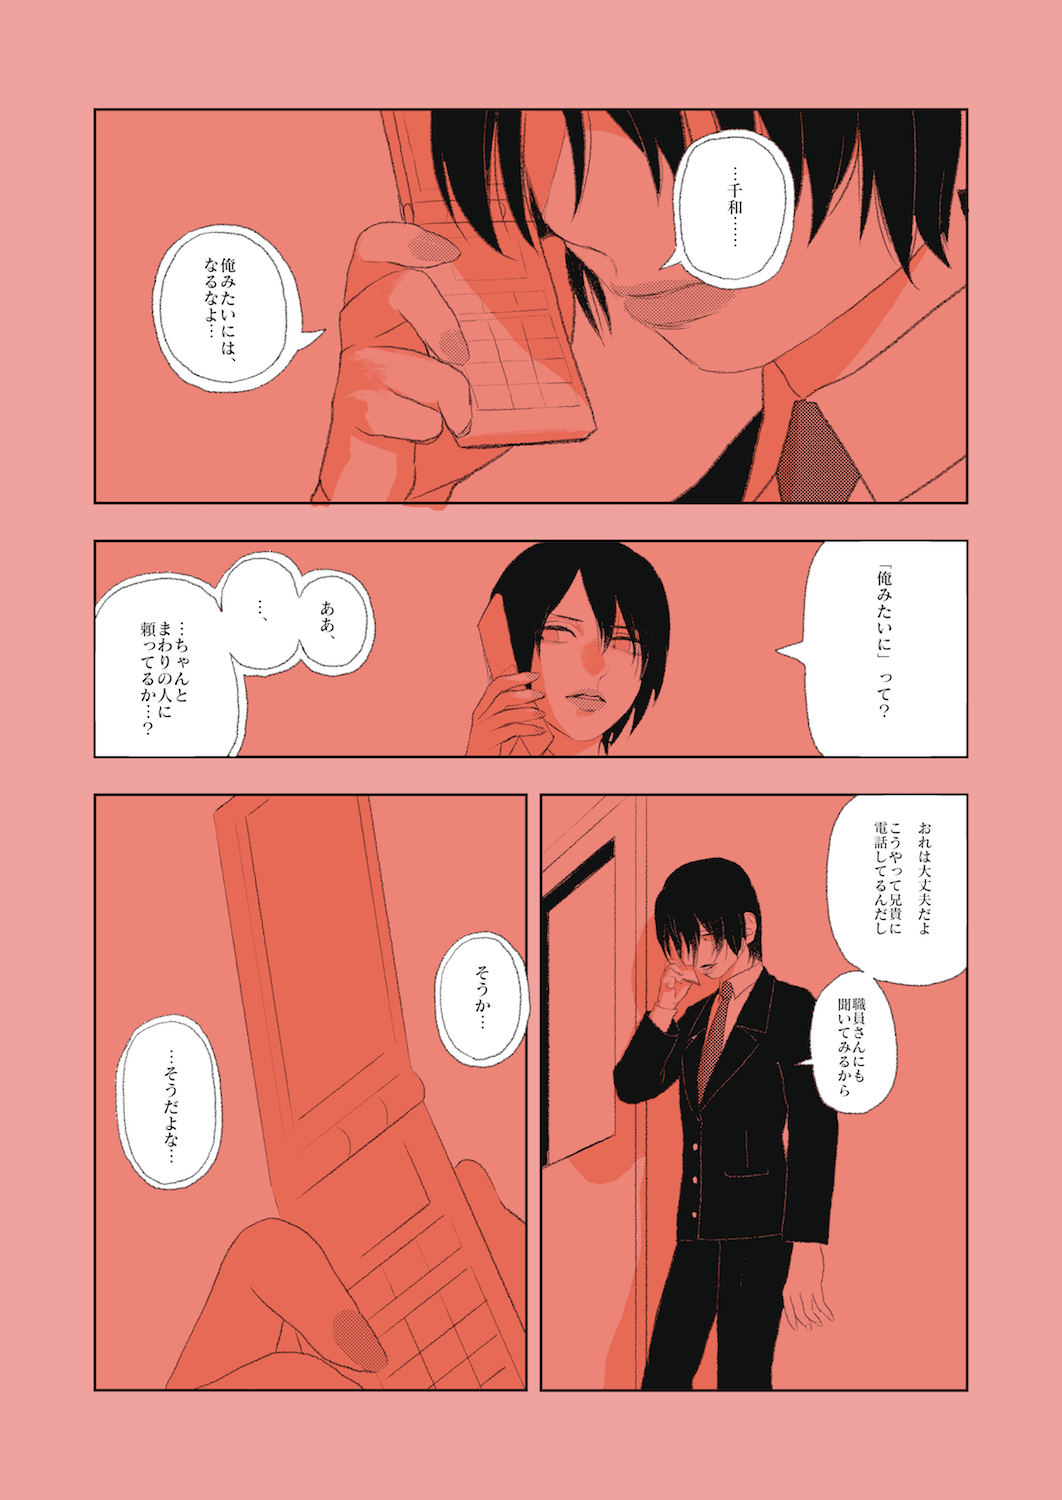 …千和……
俺みたいには、
なるなよ…
「俺みたいに」って？
ああ、
…、
…ちゃんと
まわりの人に
頼ってるか…？
おれは大丈夫だよ
こうやって兄貴に
電話してるんだし
職員さんにも
聞いてみるから
そうか…
…そうだよな…